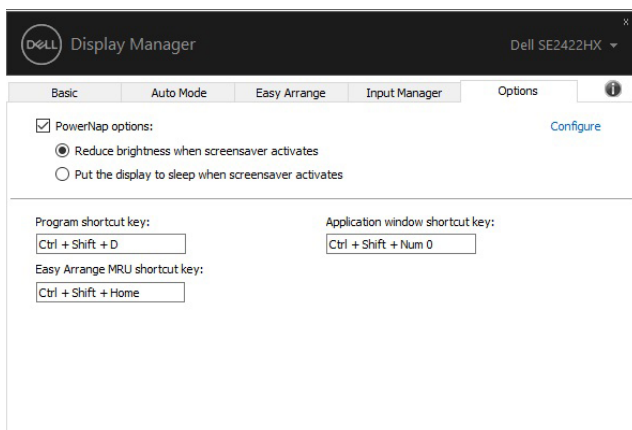 DELL Display Manager
x
Dell SE2422HX
Basic Auto Mode Easy Arrange Input Manager Options i
PowerNap options: Configure
Reduce brightness when screensaver activates
Put the display to sleep when screensaver activates
Program shortcut key: Application window shortcut key:
Ctrl + Shift + D Ctrl + Shift + Num 0
Easy Arrange MRU shortcut key:
Ctrl + Shift + Home